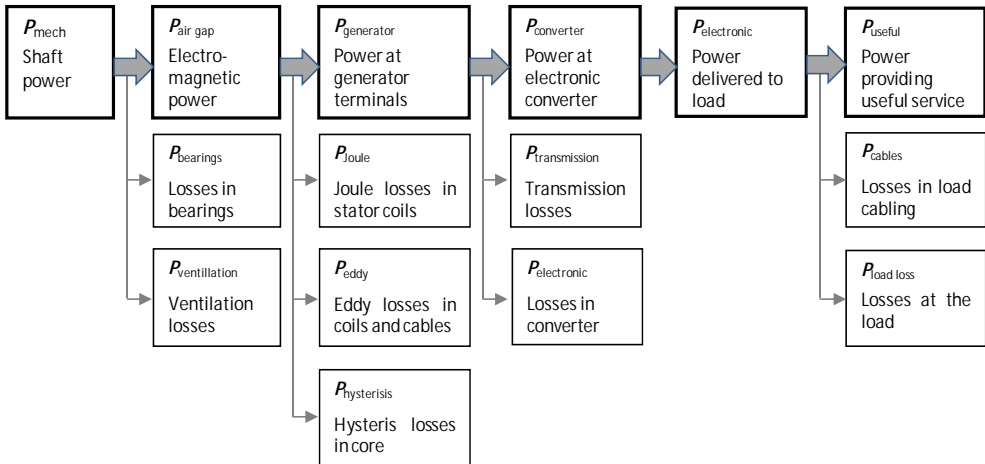 Pmech
Shaft
power
Pair gap
Electro-
magnetic
power
Pgenerator
Power at
generator
terminals
Pconverter
Power at
electronic
converter
Pelectronic
Power
delivered to
load
Puseful
Power
providing
useful service
Pbearings
Losses in
bearings
PJoule
Joule losses in
stator coils
Ptransmission
Transmission
losses
Pcables
Losses in load
cabling
Pventillation
Ventilation
losses
Peddy
Eddy losses in
coils and cables
Pelectronic
Losses in
converter
Pload loss
Losses at the
load
Physterisis
Hysteris losses
in core